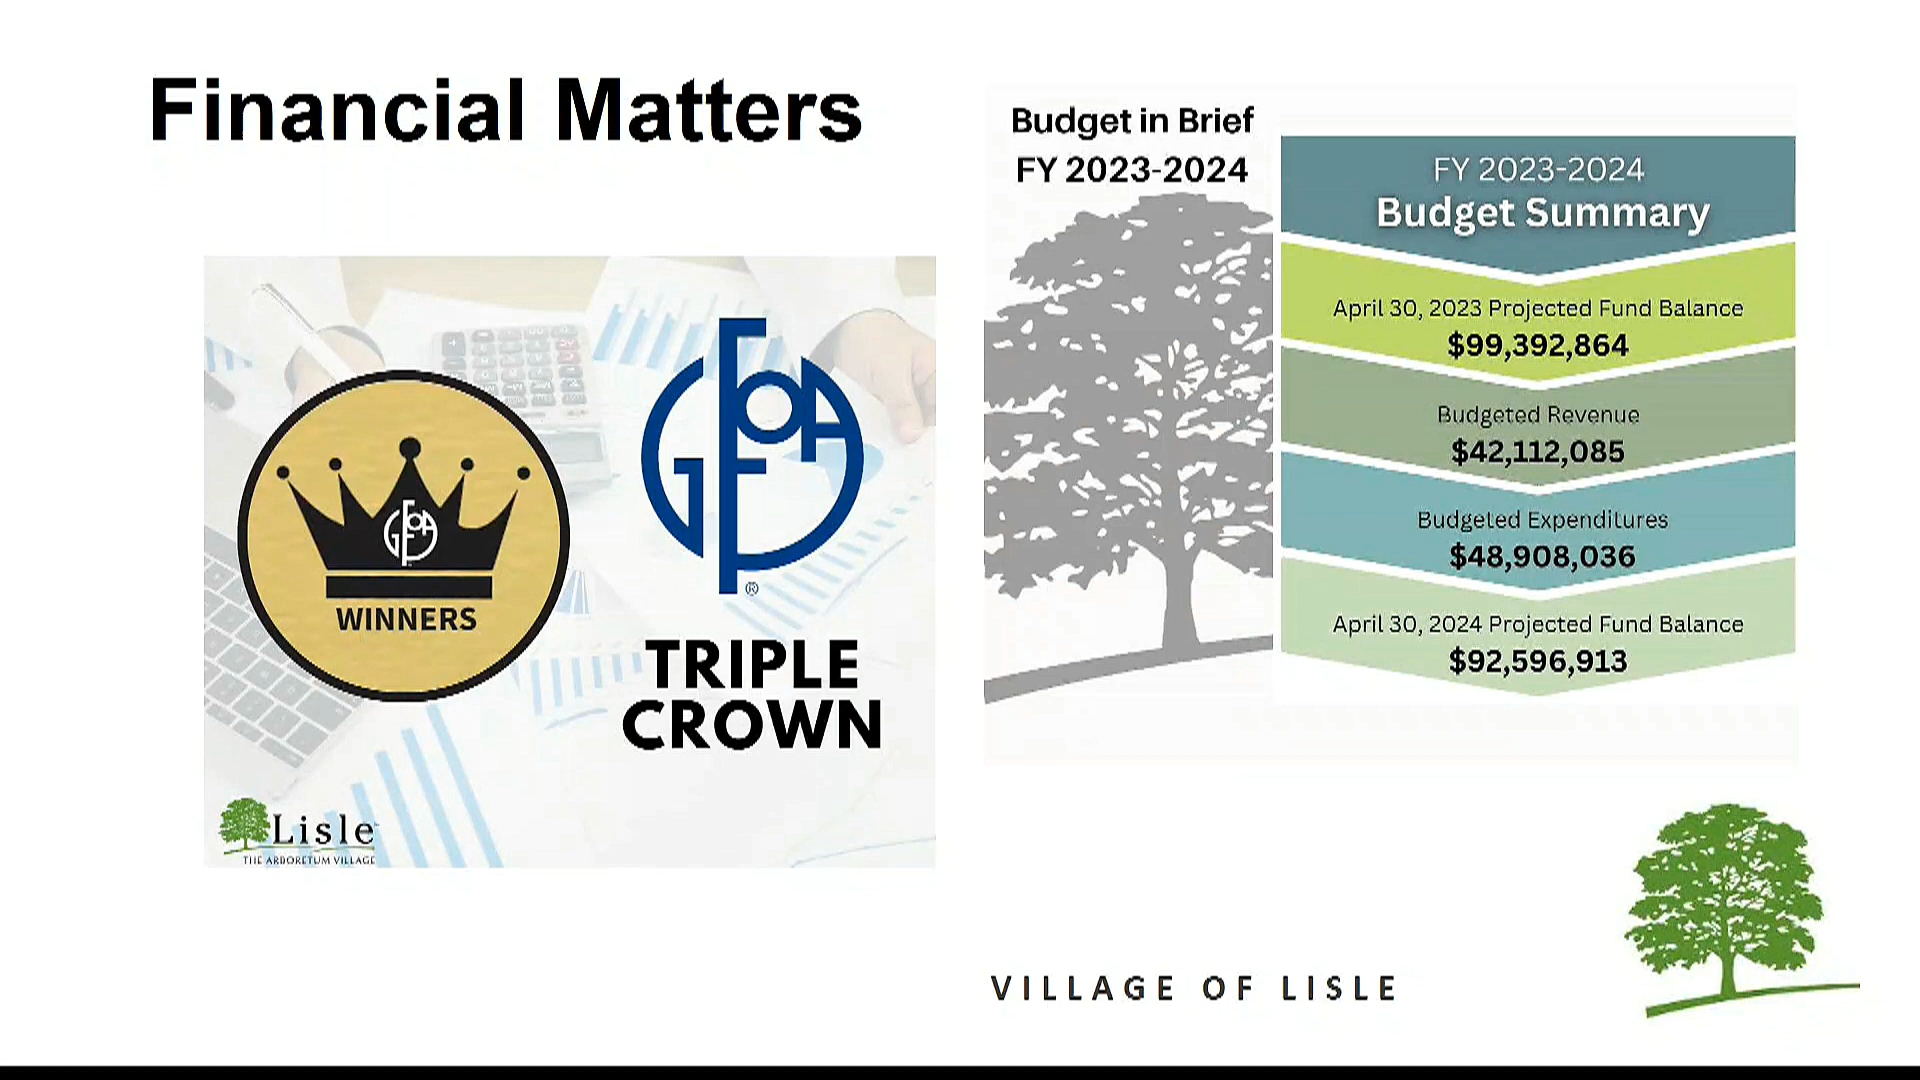 Financial Matters
GFOA
WINNERS
GFOA
®
TRIPLE
CROWN
Lisle
THE ARBORETUM VILLAGE
Budget in Brief
FY 2023-2024
FY 2023-2024
Budget Summary
April 30, 2023 Projected Fund Balance
$99,392,864
Budgeted Revenue
$42,112,085
Budgeted Expenditures
$48,908,036
April 30, 2024 Projected Fund Balance
$92,596,913
VILLAGE OF LISLE